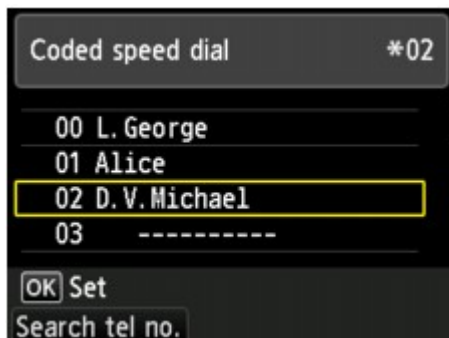 Coded speed dial *02
00 L.George
01 Alice
02 D.V.Michael
03 ----------
OK Set
Search tel no.